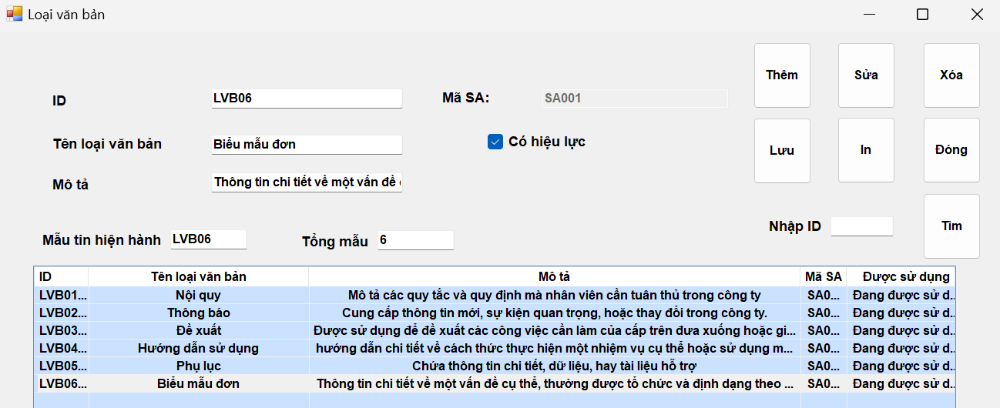 Loại văn bản
Thêm Sửa Xóa
ID LVB06 Mã SA: SA001
Tên loại văn bản Biểu mẫu đơn Có hiệu lực
Lưu In Đóng
Mô tả Thông tin chi tiết về một vấn đề
Nhập ID Tìm
Mẫu tin hiện hành LVB06 Tổng mẫu 6
ID Tên loại văn bản Mô tả Mã SA Được sử dụng
LVB01... Nội quy Mô tả các quy tắc và quy định mà nhân viên cần tuân thủ trong công ty SA0... Đang được sử d...
LVB02... Thông báo Cung cấp thông tin mới, sự kiện quan trọng, hoặc thay đổi trong công ty. SA0... Đang được sử d...
LVB03... Đề xuất Được sử dụng để đề xuất các công việc cần làm của cấp trên đưa xuống hoặc gi... SA0... Đang được sử d...
LVB04... Hướng dẫn sử dụng hướng dẫn chi tiết về cách thức thực hiện một nhiệm vụ cụ thể hoặc sử dụng m... SA0... Đang được sử d...
LVB05... Phụ lục Chứa thông tin chi tiết, dữ liệu, hay tài liệu hỗ trợ SA0... Đang được sử d...
LVB06... Biểu mẫu đơn Thông tin chi tiết về một vấn đề cụ thể, thường được tổ chức và định dạng theo ... SA0... Đang được sử d...